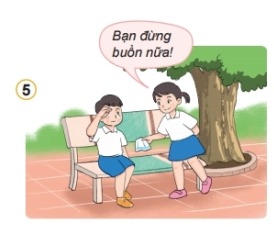 Bạn đừng
buồn nữa!
5